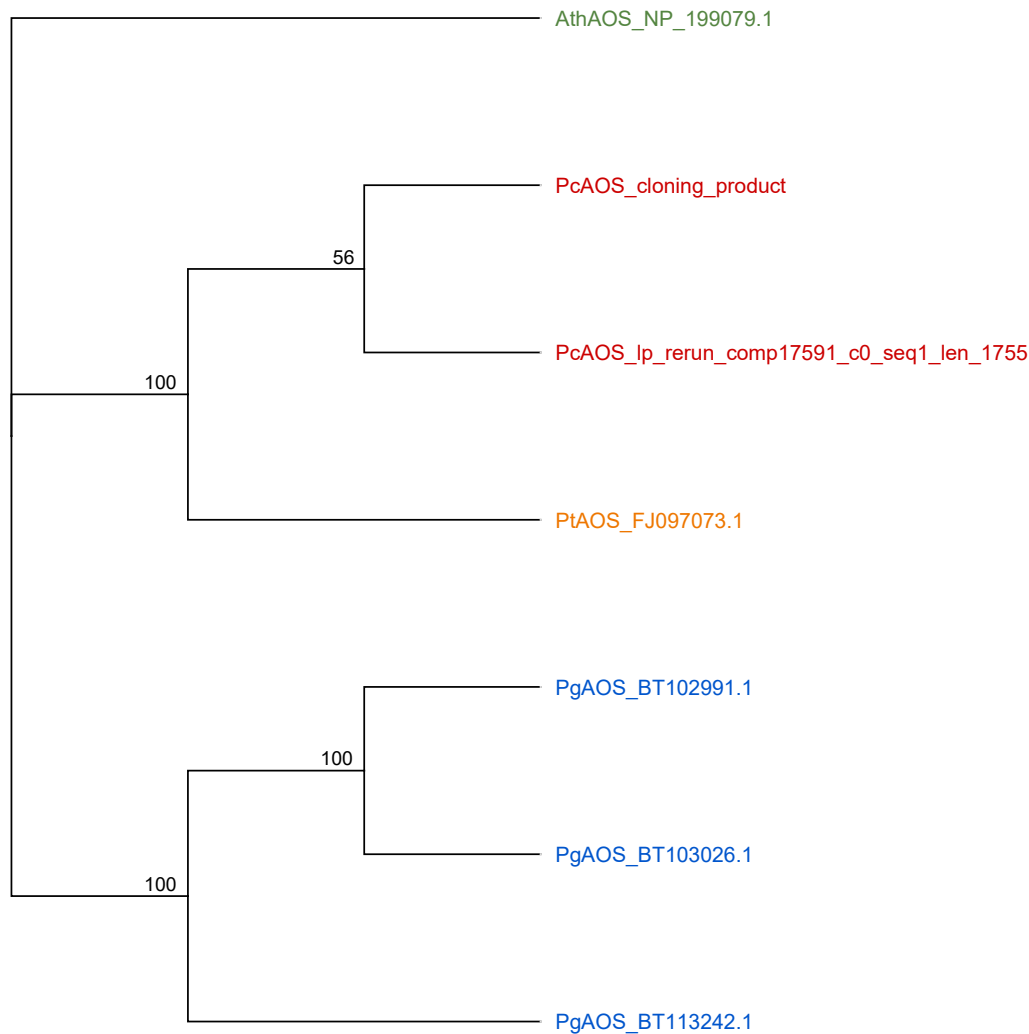 AthAOS_NP_199079.1
PcAOS_cloning_product
56
PcAOS_lp_rerun_comp17591_c0_seq1_len_1755
100
PtAOS_FJ097073.1
PgAOS_BT102991.1
100
PgAOS_BT103026.1
100
PgAOS_BT113242.1